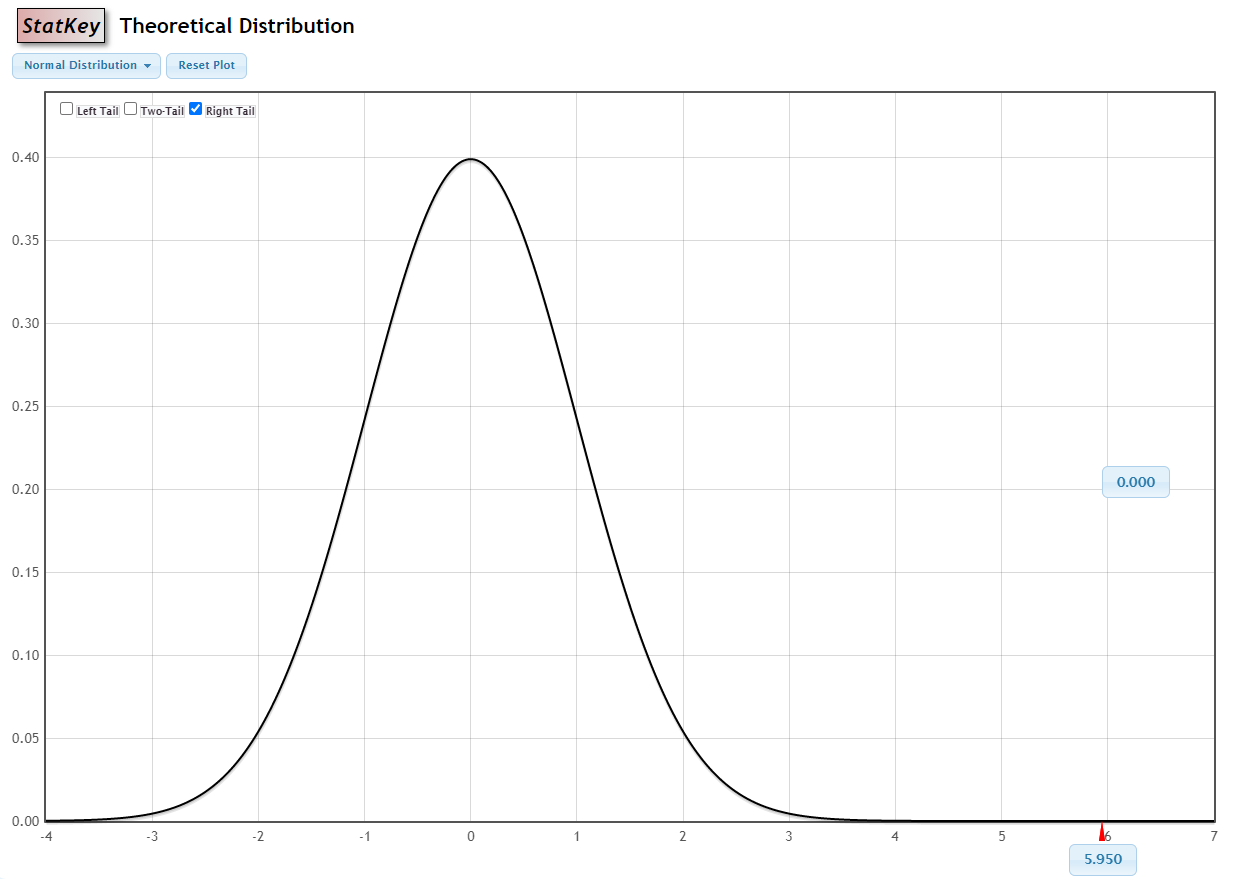 StatKey Theoretical Distribution
Normal Distribution Reset Plot
Left Tail Two-Tail Right Tail
0.40
0.35
0.30
0.25
0.20
0.000
0.15
0.10
0.05
0.00
-4 -3 -2 -1 0 1 2 3 4 5 6 7
5.950